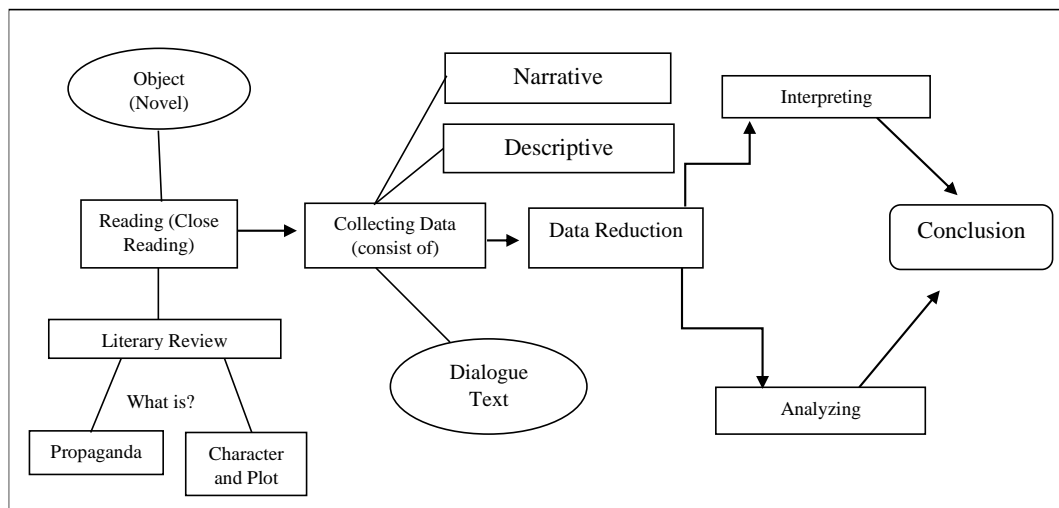 Object
(Novel)
Narrative
Interpreting
Descriptive
Reading (Close
Reading)
Collecting Data
(consist of)
Data Reduction
Conclusion
Literary Review
Dialogue
Text
What is?
Analyzing
Propaganda
Character
and Plot